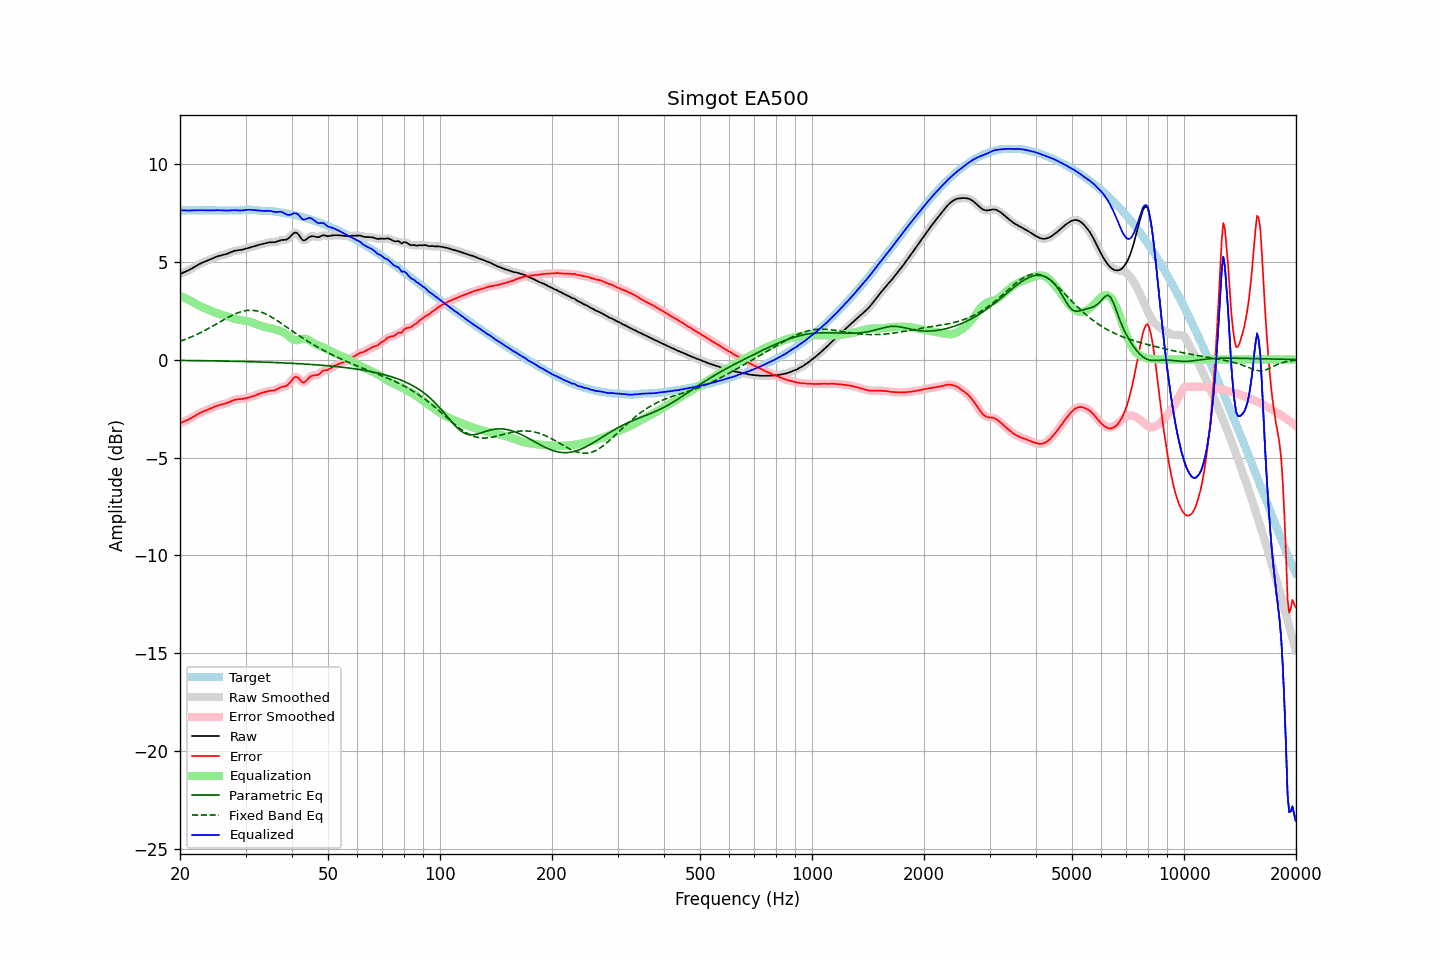 Simgot EA500
Amplitude (dBr)
10
5
0
−5
−10
−15
−20
−25
Target
Raw Smoothed
Error Smoothed
Raw
Error
Equalization
Parametric Eq
Fixed Band Eq
Equalized
20 50 100 200 500 1000 2000 5000 10000 20000
Frequency (Hz)